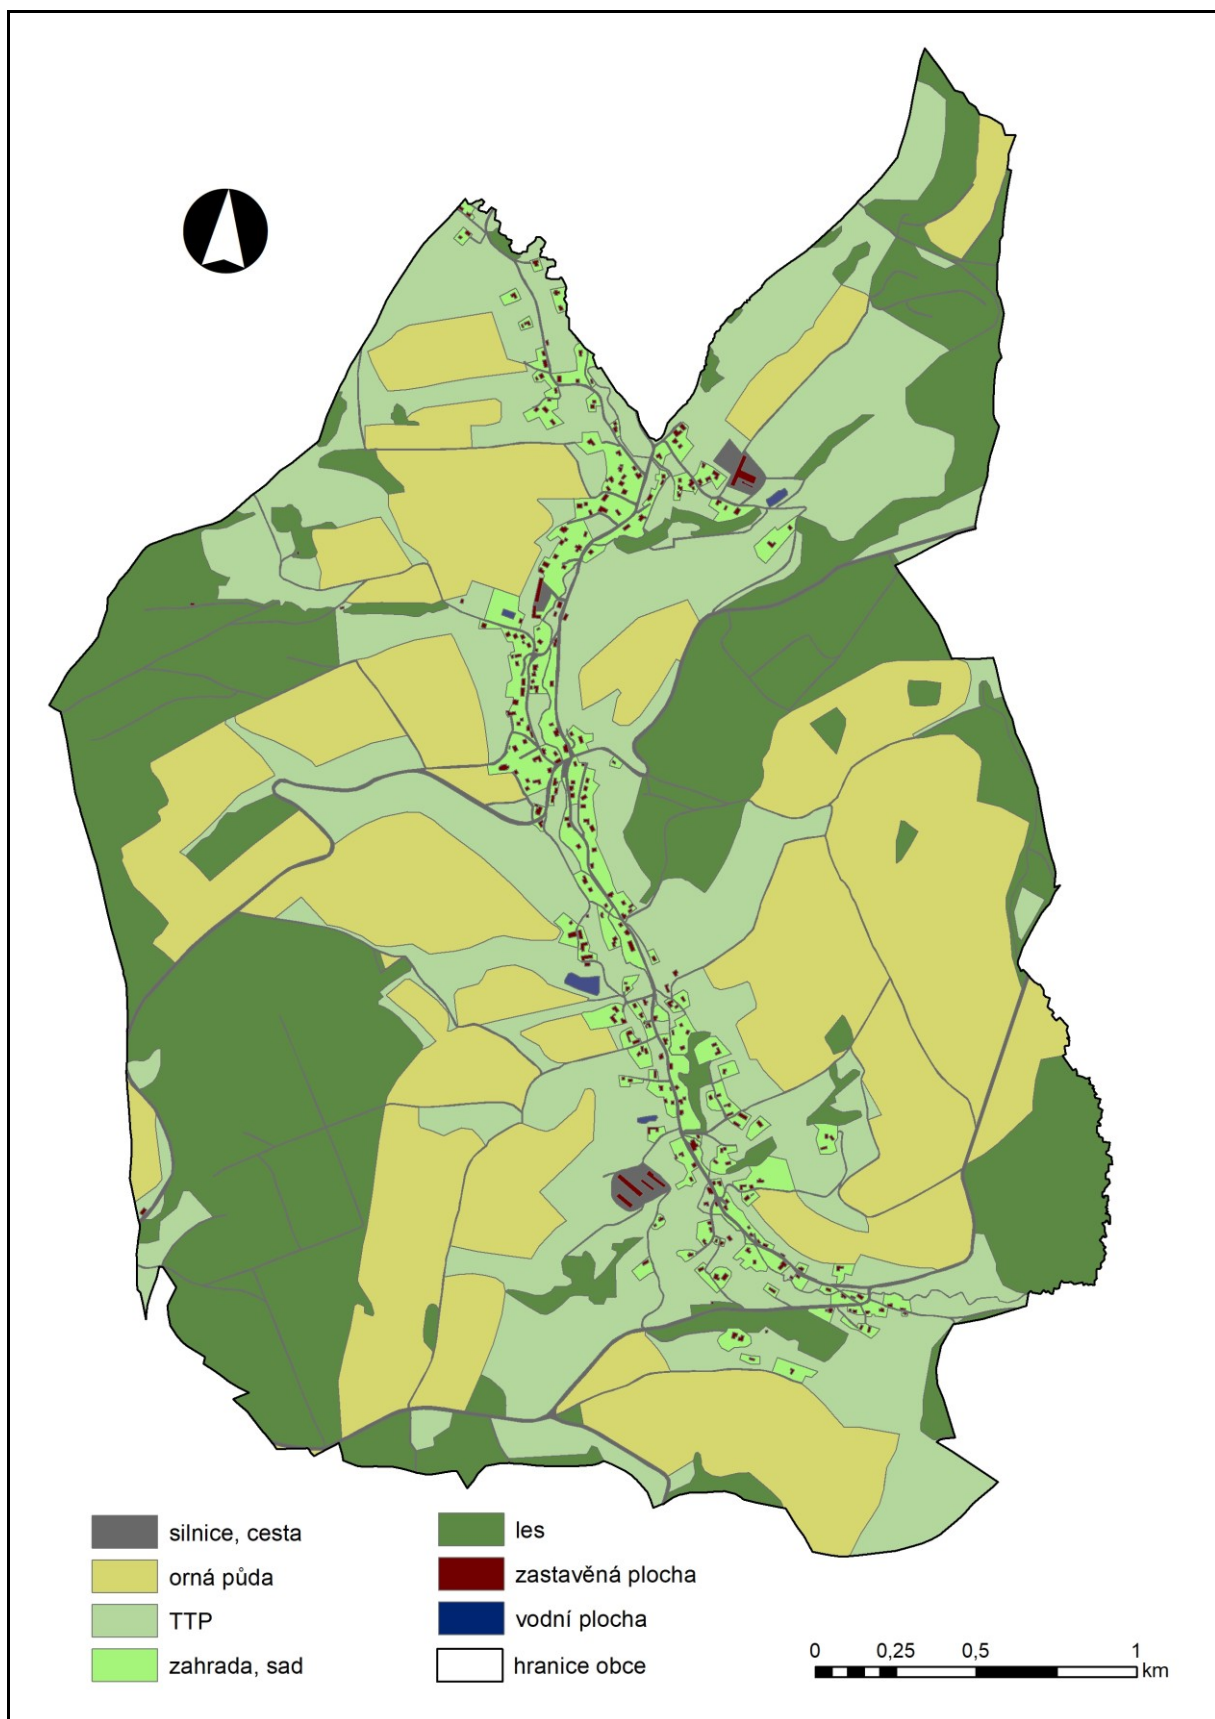 silnice, cesta
orná půda
TTP
zahrada, sad
les
zastavěná plocha
vodní plocha
hranice obce
0 0,25 0,5 1
km